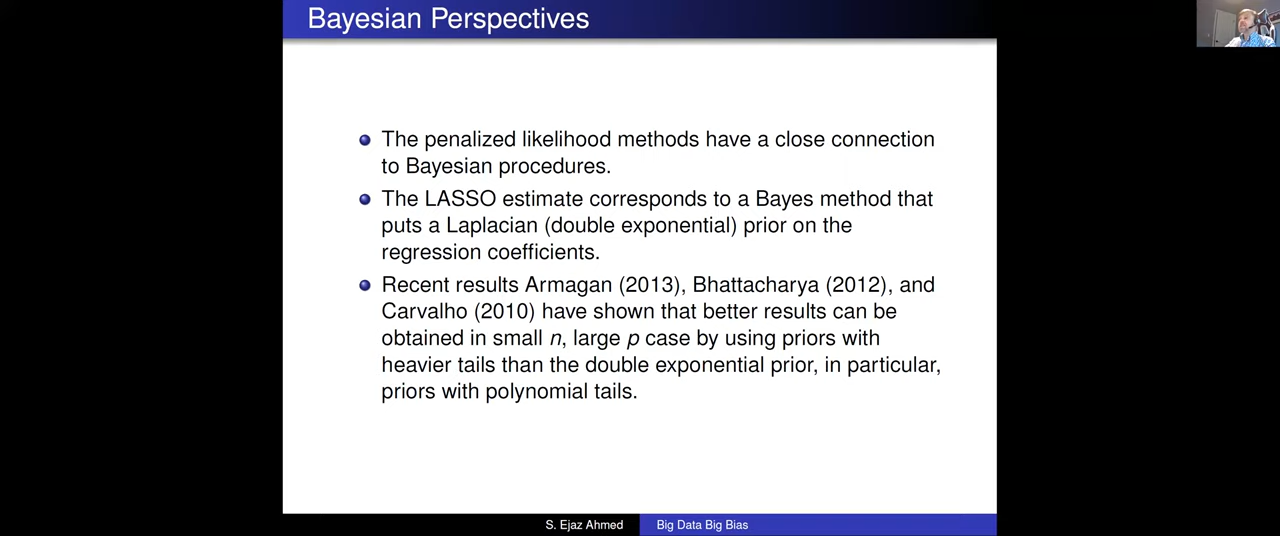 Bayesian Perspectives
The penalized likelihood methods have a close connection
to Bayesian procedures.
The LASSO estimate corresponds to a Bayes method that
puts a Laplacian (double exponential) prior on the
regression coefficients.
Recent results Armagan (2013), Bhattacharya (2012), and
Carvalho (2010) have shown that better results can be
obtained in small n, large p case by using priors with
heavier tails than the double exponential prior, in particular,
priors with polynomial tails.
S. Ejaz Ahmed
Big Data Big Bias